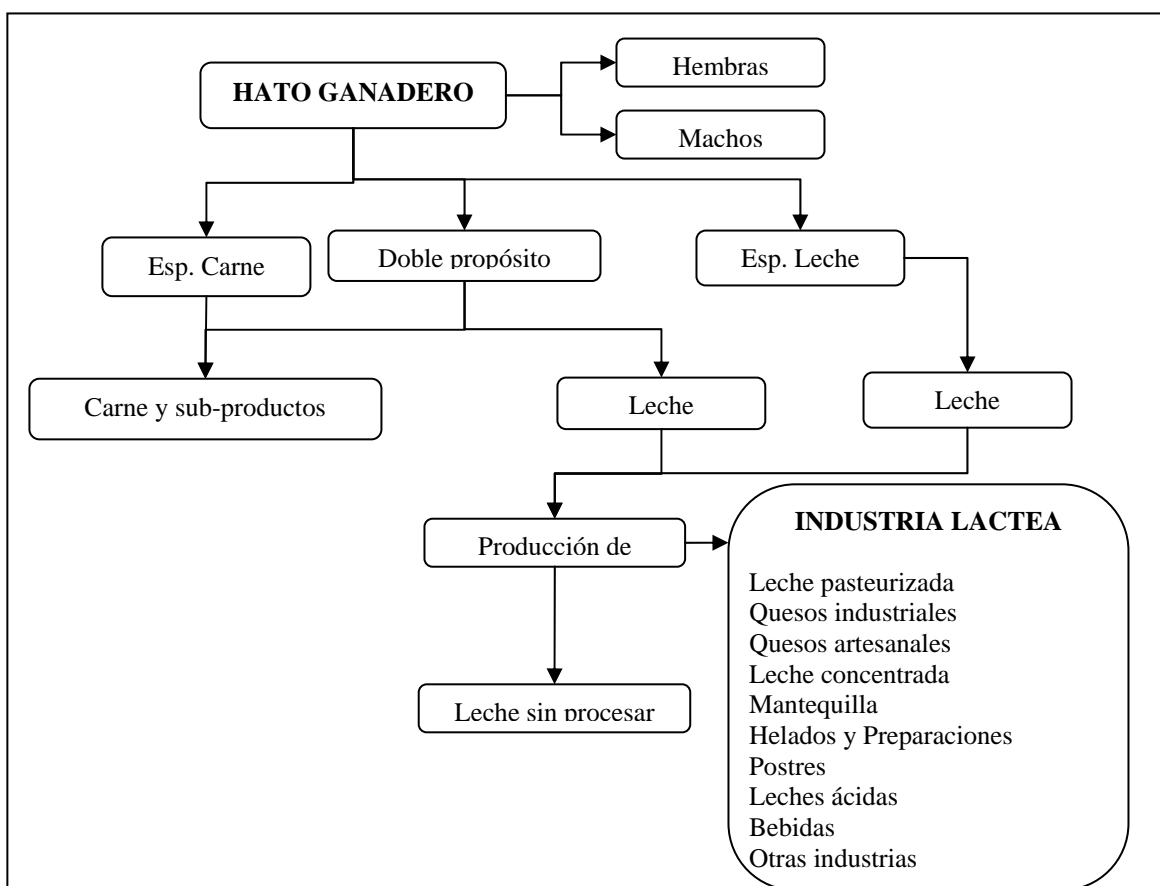 Hembras
HATO GANADERO
Machos
Esp. Carne
Doble propósito
Esp. Leche
Carne y sub-productos
Leche
Leche
Producción de
INDUSTRIA LACTEA
Leche pasteurizada
Quesos industriales
Quesos artesanales
Leche concentrada
Mantequilla
Helados y Preparaciones
Postres
Leches ácidas
Bebidas
Otras industrias
Leche sin procesar